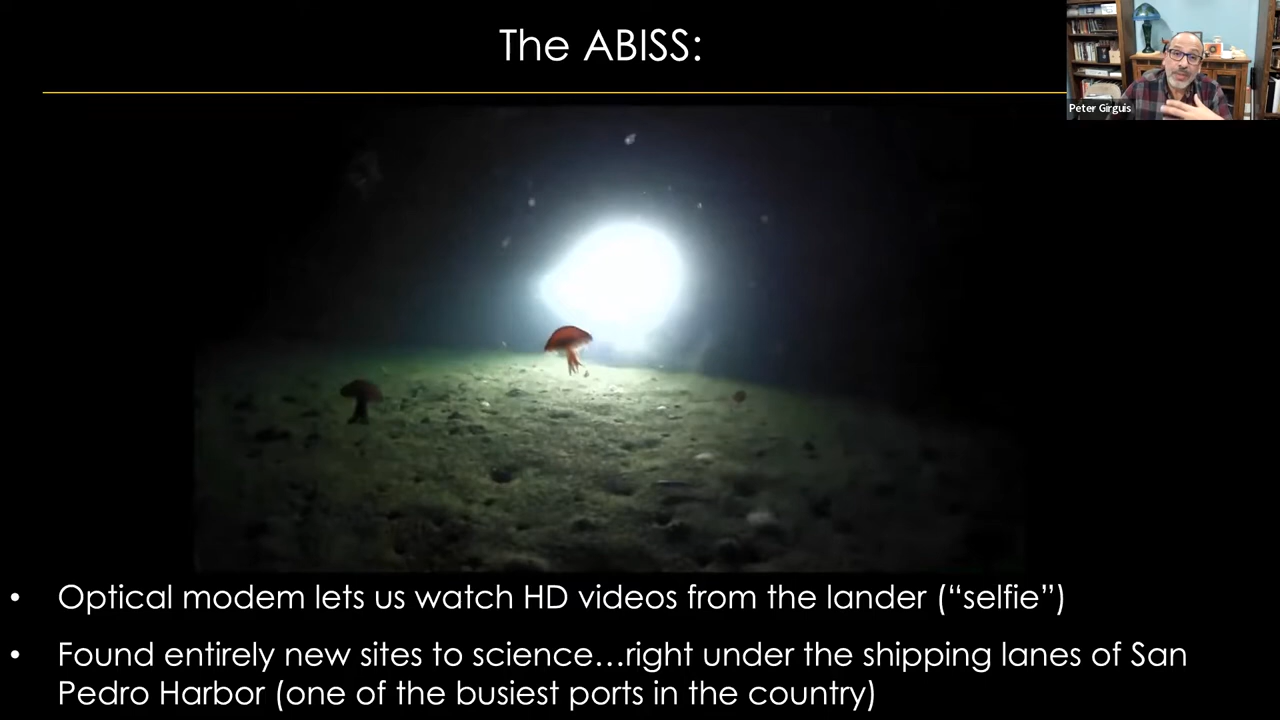 The ABISS:
Peter Girguis
• Optical modem lets us watch HD videos from the lander (“selfie”)
• Found entirely new sites to science...right under the shipping lanes of San
Pedro Harbor (one of the busiest ports in the country)